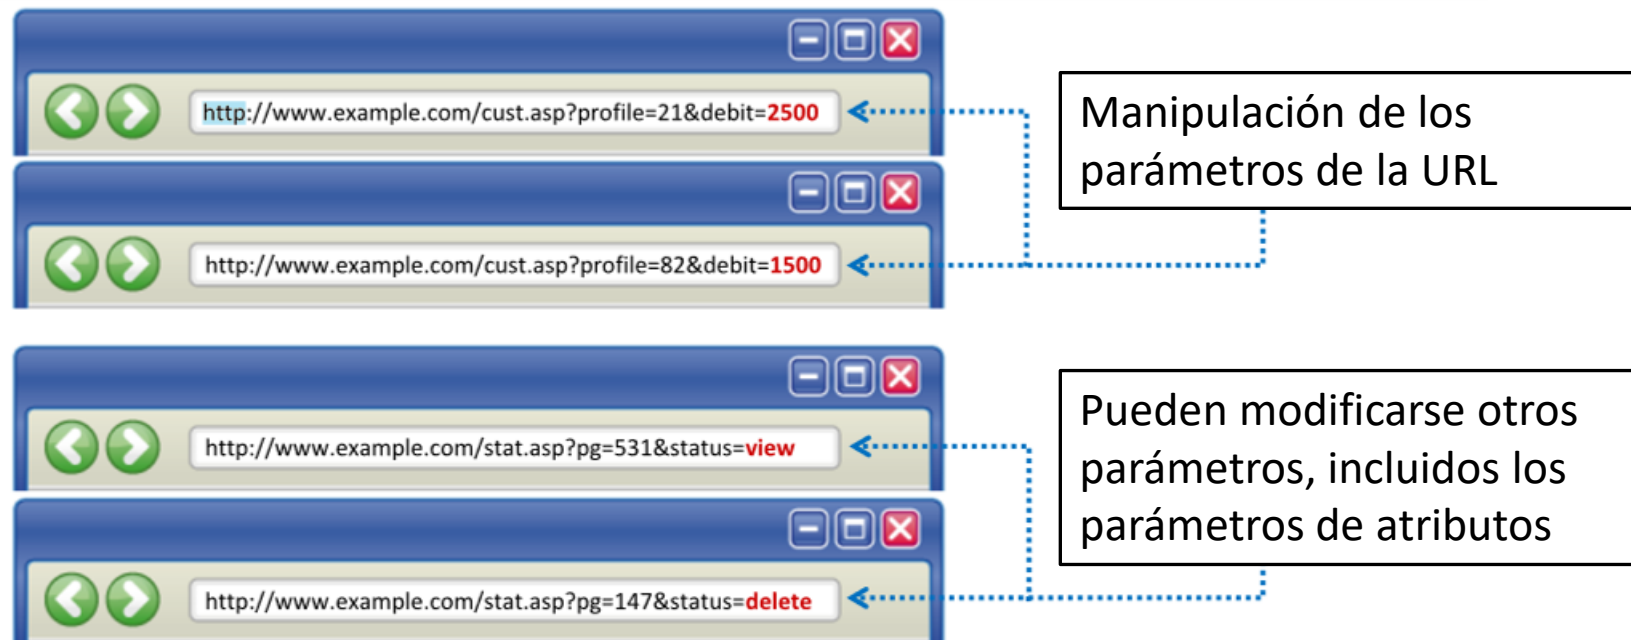 http://www.example.com/cust.asp?profile=21&debit=2500
Manipulación de los
parámetros de la URL
http://www.example.com/cust.asp?profile=82&debit=1500
http://www.example.com/stat.asp?pg=531&status=view
Pueden modificarse otros
parámetros, incluidos los
parámetros de atributos
http://www.example.com/stat.asp?pg=147&status=delete